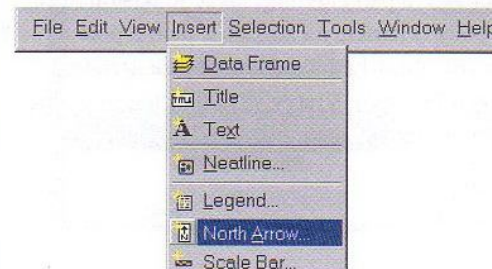 File Edit View Insert Selection Tools Window Help
Data Frame
Title
Text
Neatline...
Legend...
North Arrow...
Scale Bar...